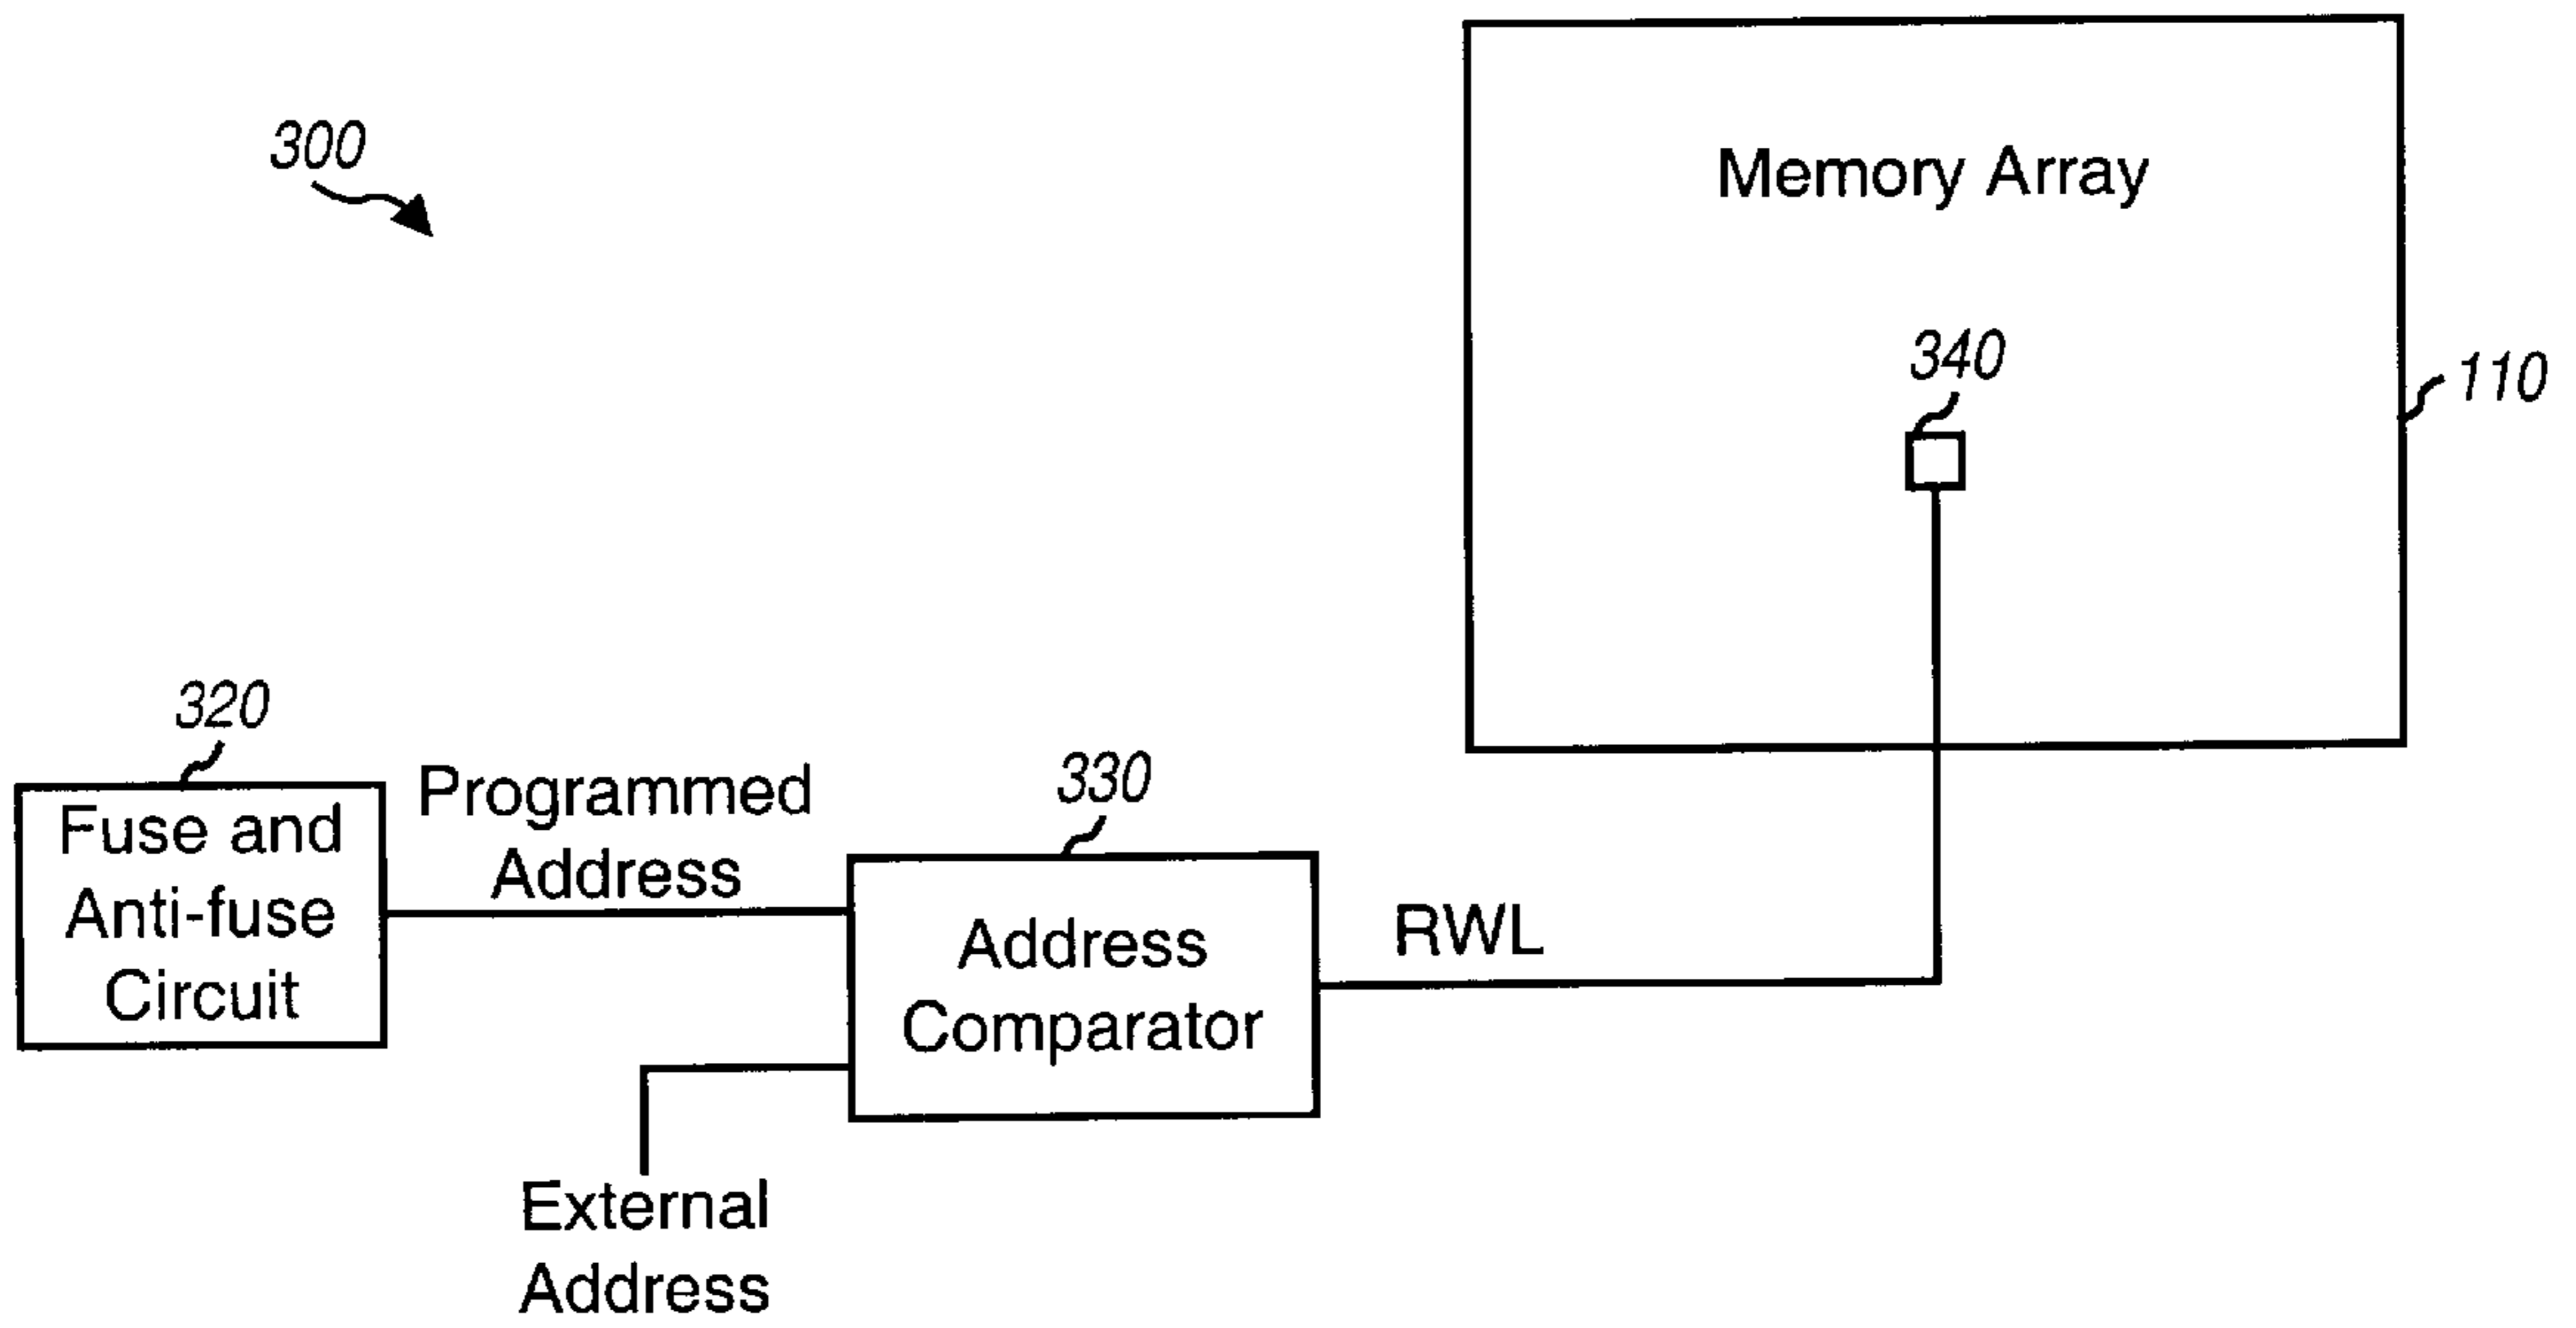 300
Memory Array
340
110
320
Fuse and
Anti-fuse
Circuit
Programmed
Address
330
Address
Comparator
RWL
External
Address